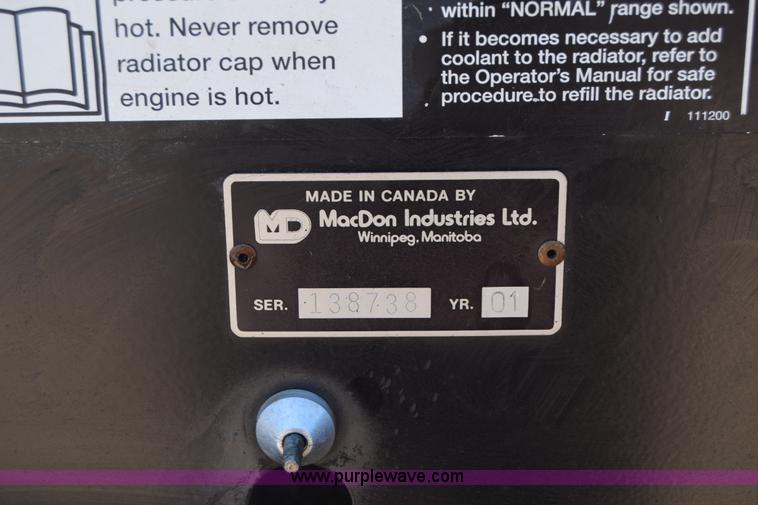 hot. Never remove
radiator cap when
engine is hot.
within “NORMAL” range shown.
• If it becomes necessary to add
coolant to the radiator, refer to
the Operator's Manual for safe
procedure to refill the radiator.
I 111200
MADE IN CANADA BY
MD MacDon Industries Ltd.
Winnipeg, Manitoba
SER. 138738 YR. 01
www.purplewave.com